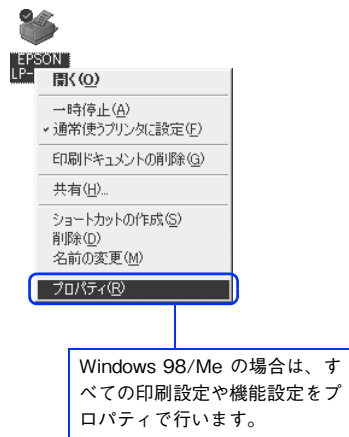 EPSON
LP-
開く(O)
一時停止(A)
通常使うプリンタに設定(F)
印刷ドキュメントの削除(G)
共有(H)...
ショートカットの作成(S)
削除(D)
名前の変更(M)
プロパティ(R)
Windows 98/Me の場合は、す
べての印刷設定や機能設定をプ
ロパティで行います。